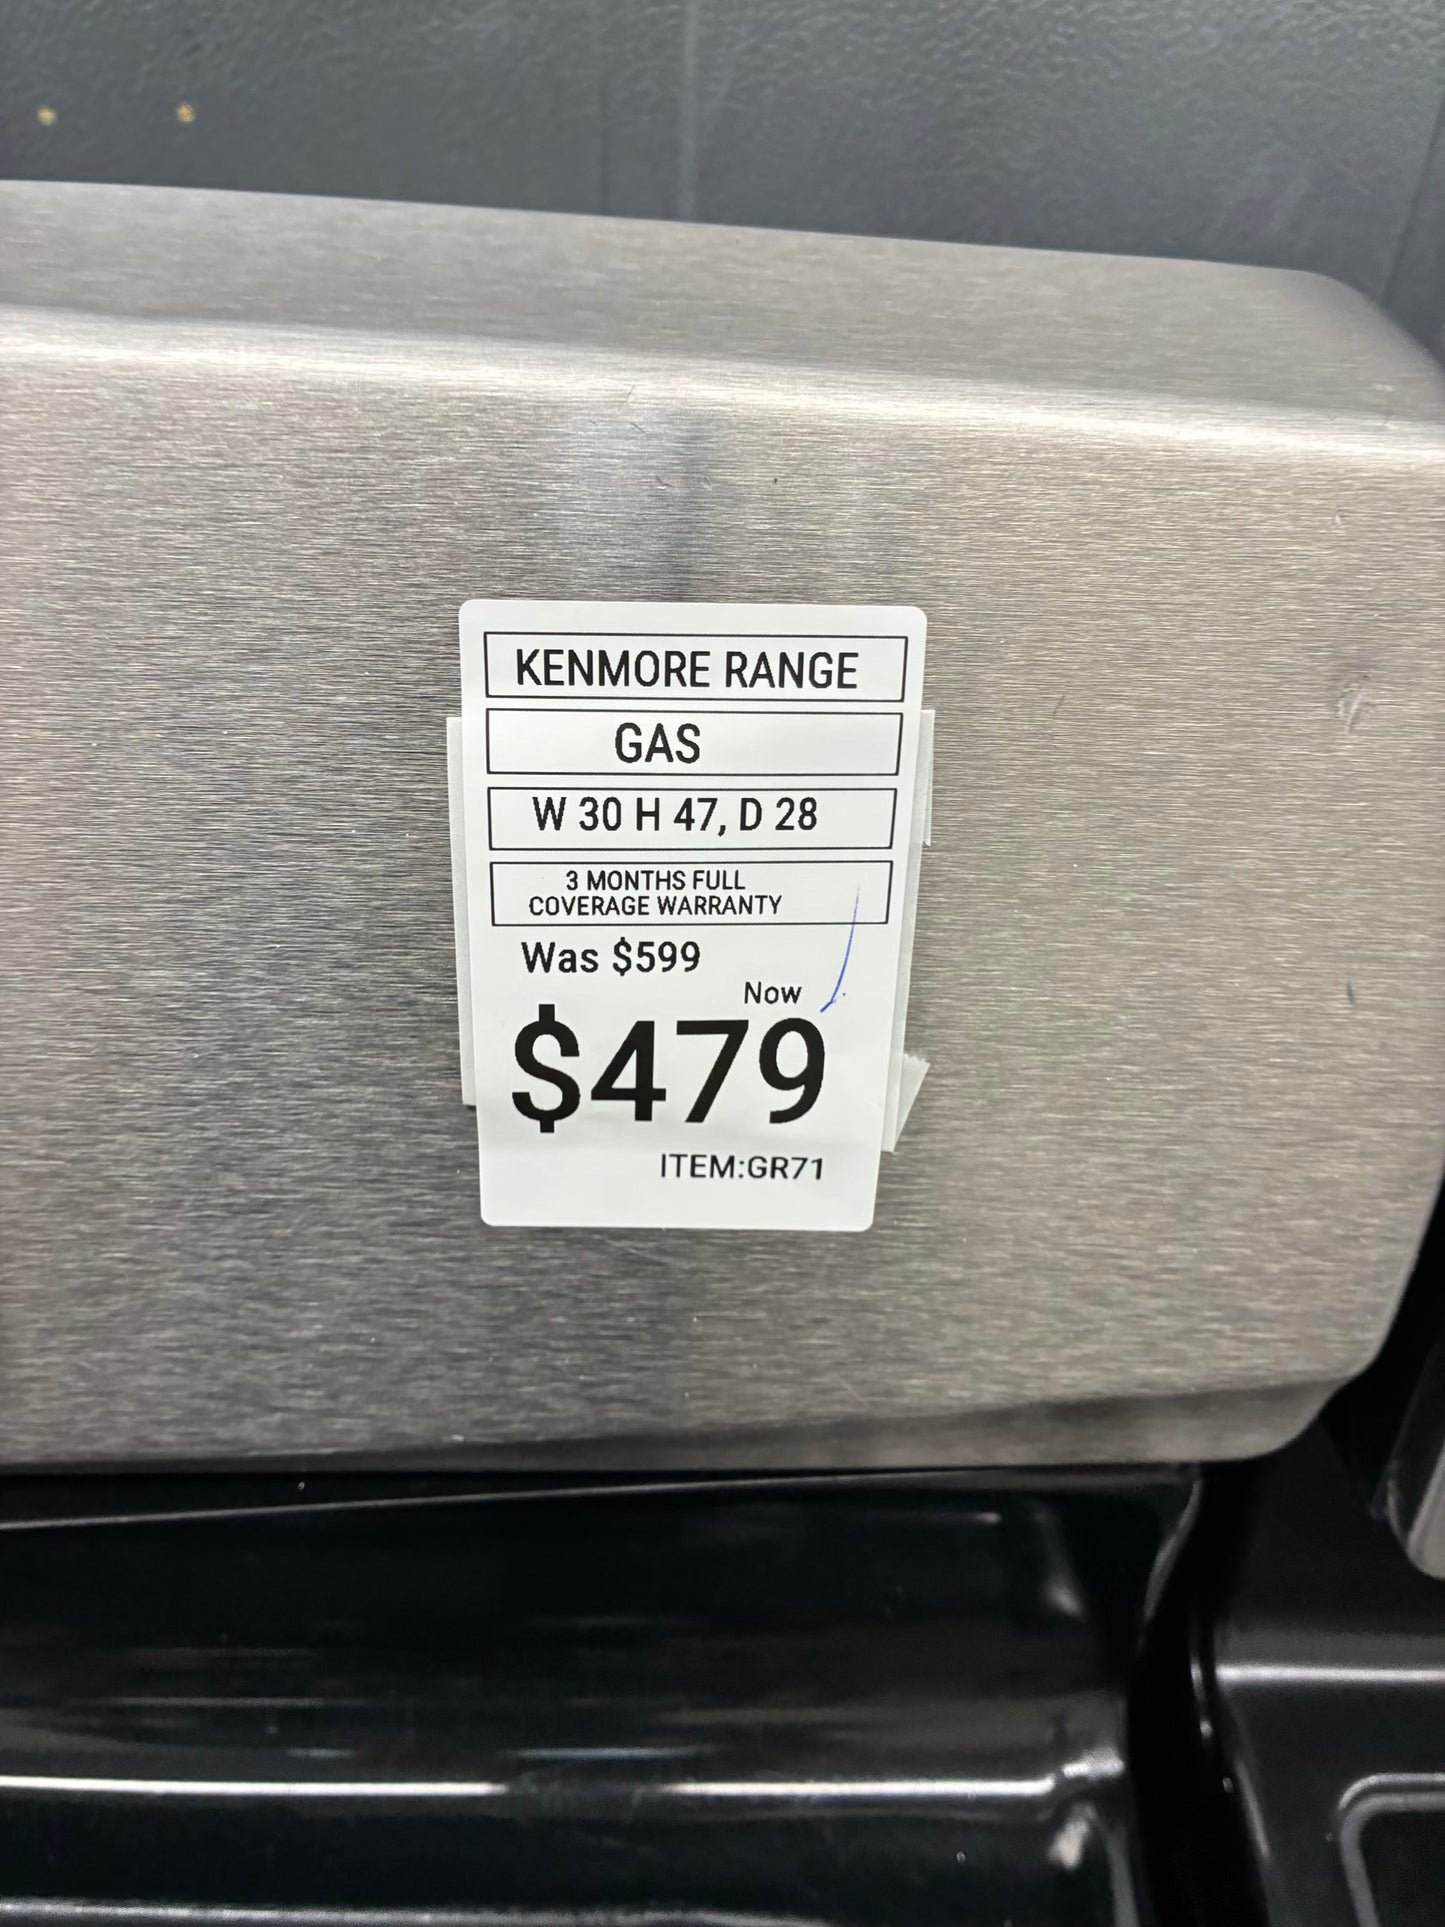 KENMORE RANGE
GAS
W 30 H 47, D 28
3 MONTHS FULL
COVERAGE WARRANTY
Was $599
Now
$479
ITEM:GR71